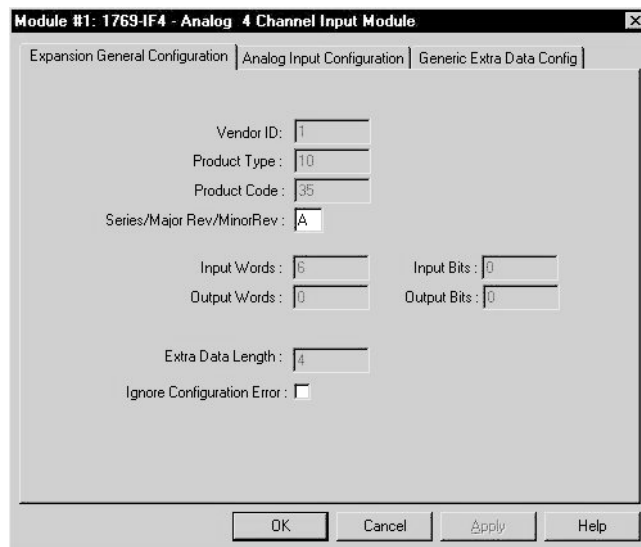 Module #1: 1769-IF4 - Analog 4 Channel Input Module
Expansion General Configuration Analog Input Configuration Generic Extra Data Config
Vendor ID: 1
Product Type : 10
Product Code : 35
Series/Major Rev/MinorRev : A
Input Words : 6 Input Bits : 0
Output Words : 0 Output Bits : 0
Extra Data Length : 4
Ignore Configuration Error :
OK Cancel Apply Help